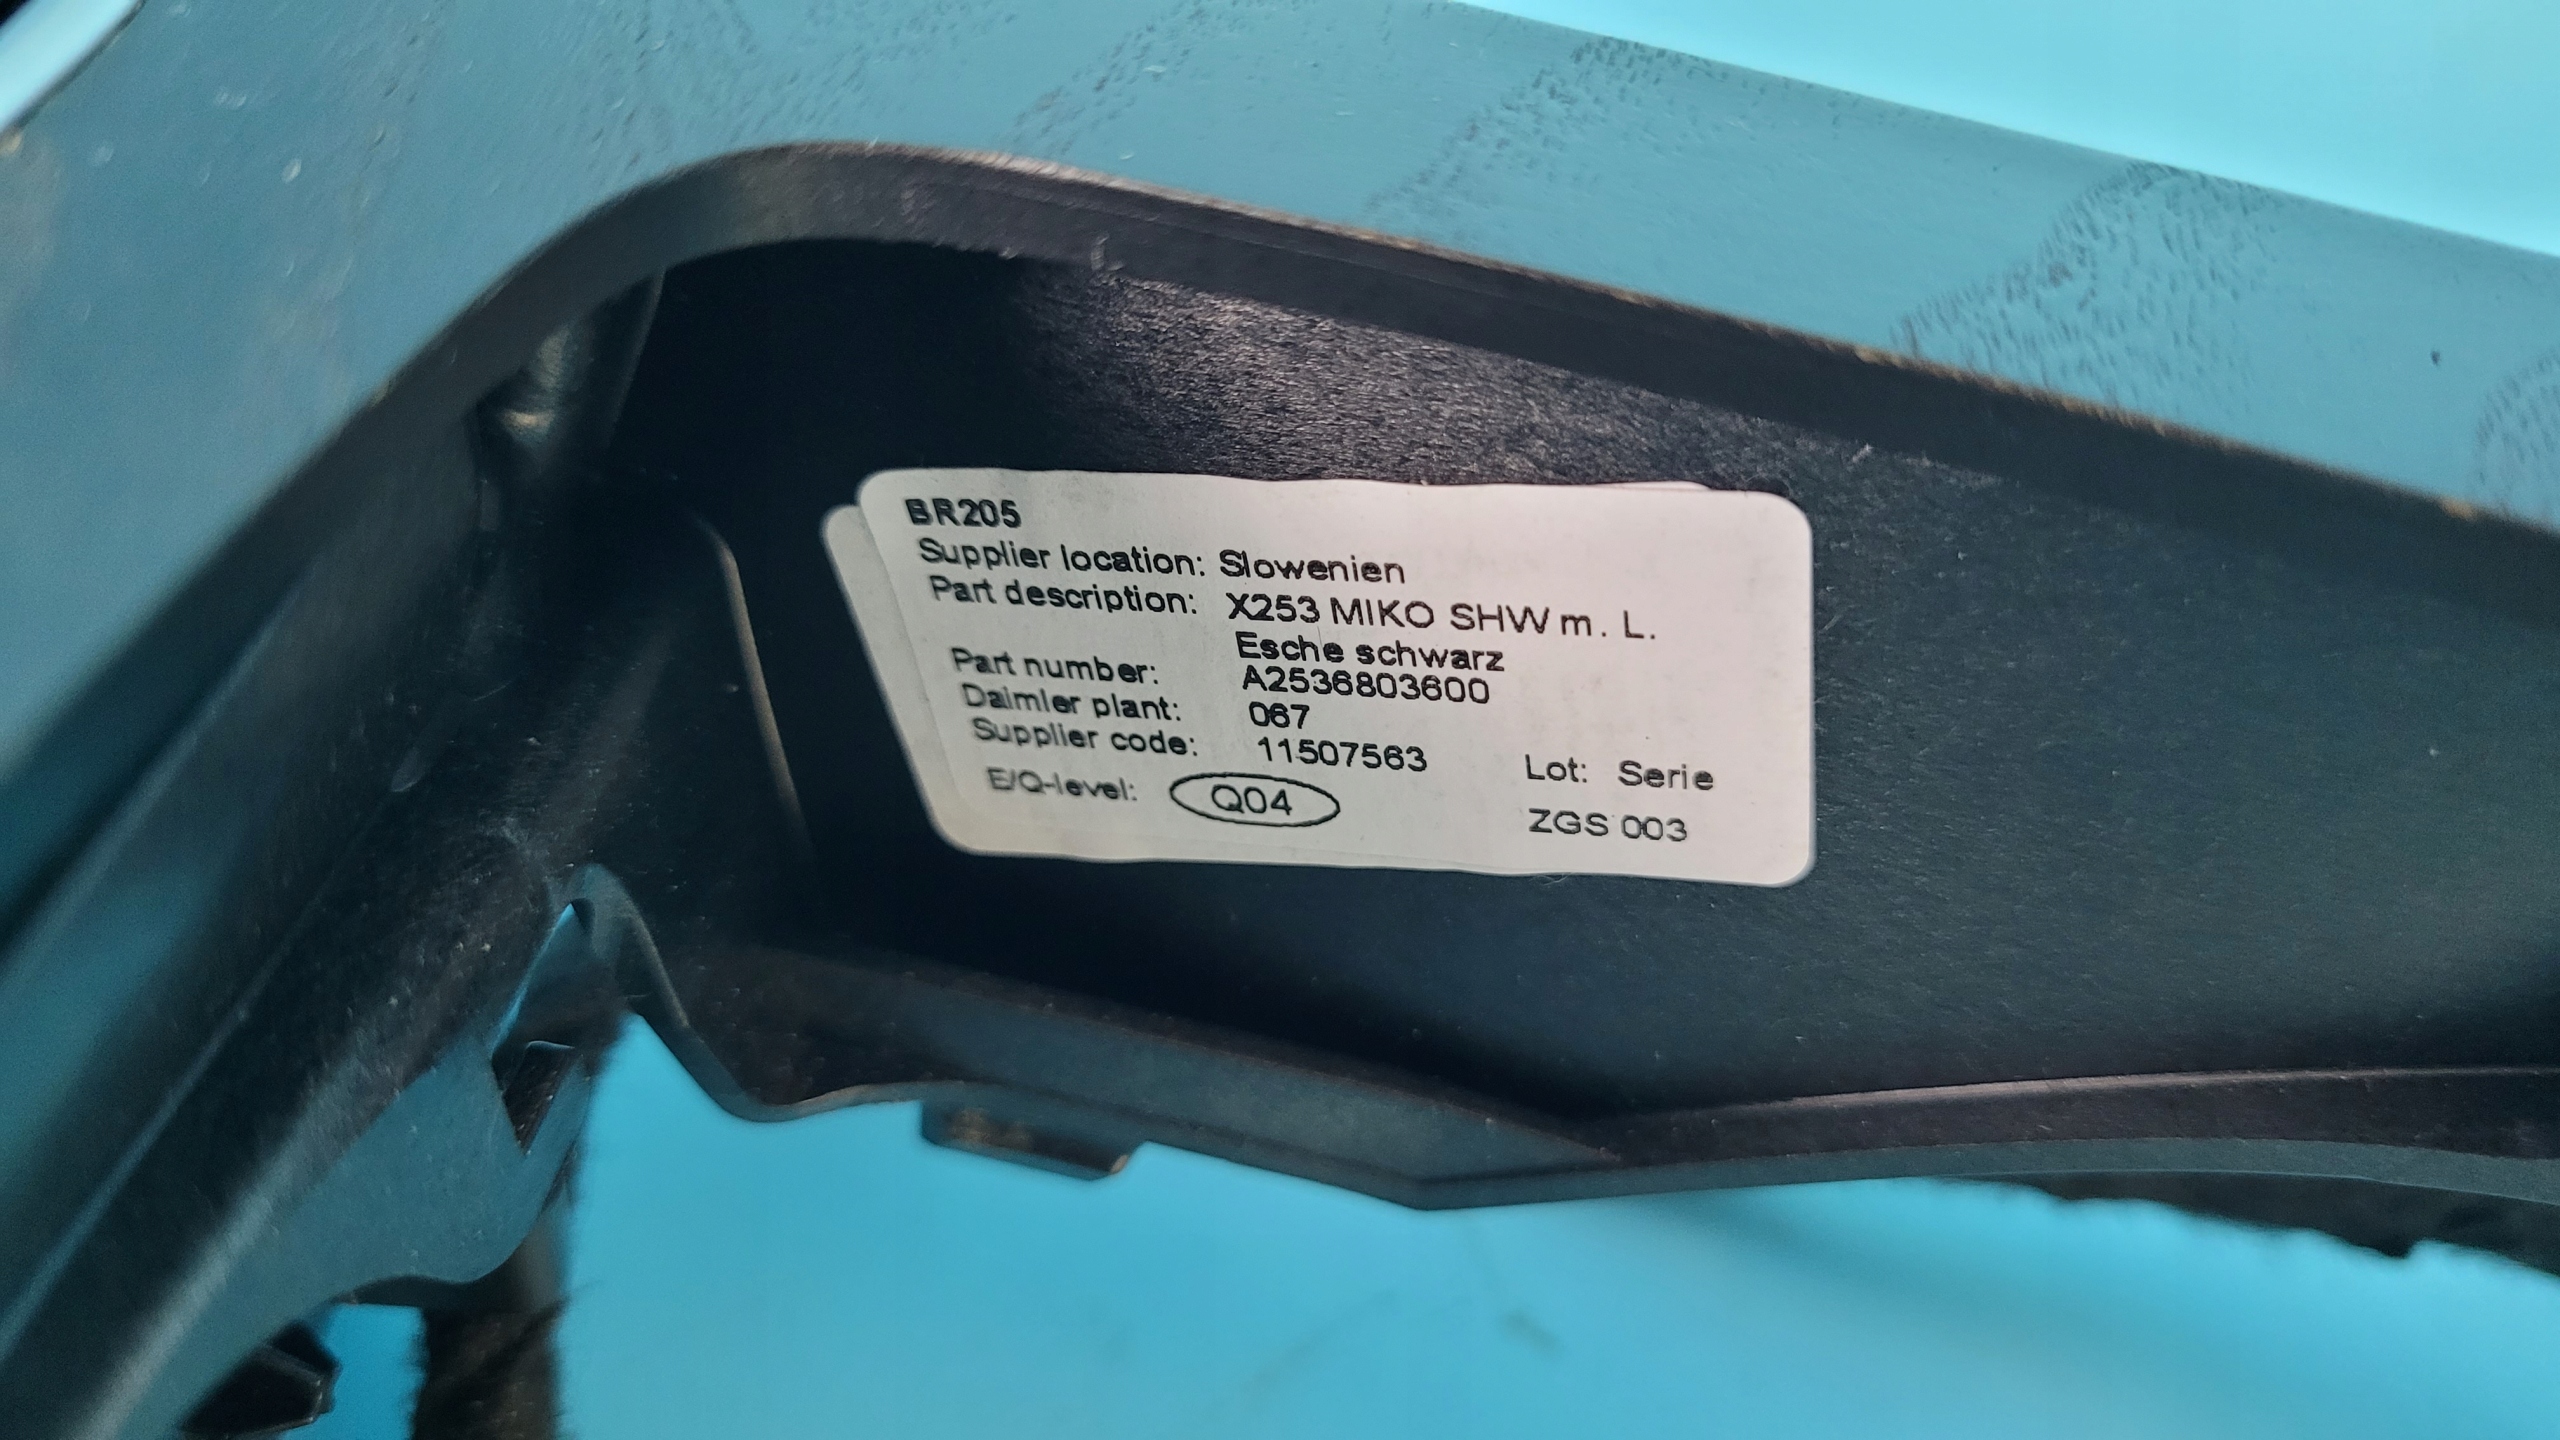 BR205
Supplier location: Slowenien
Part description: X253 MIKO SHW m. L.
Esche schwarz
Part number: A2536803600
Daimler plant: 067
Supplier code: 11507563 Lot: Serie
E/Q-level: Q04 ZGS 003